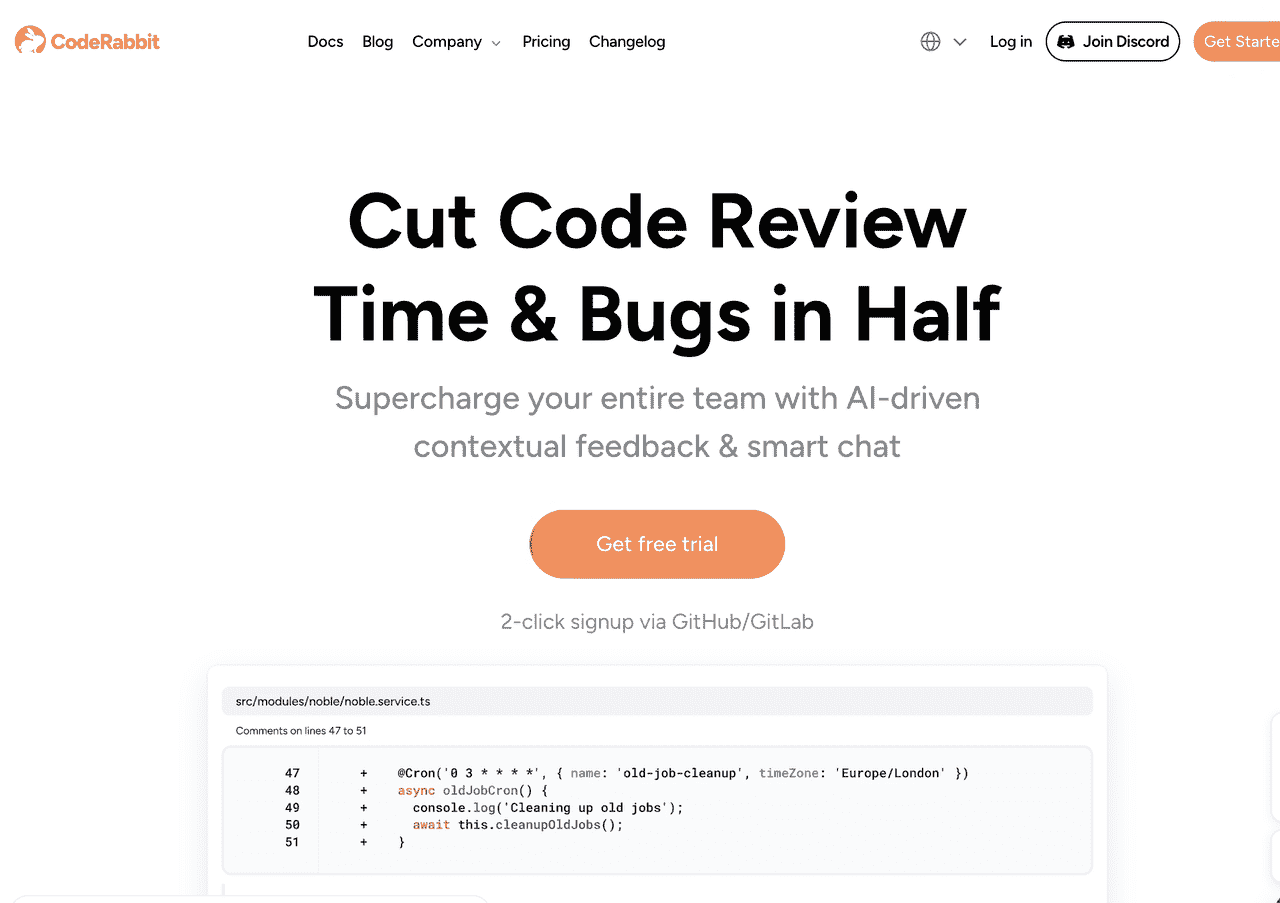 CodeRabbit
Docs Blog Company Pricing Changelog
Log in Join Discord Get Starte
Cut Code Review
Time & Bugs in Half
Supercharge your entire team with AI-driven
contextual feedback & smart chat
Get free trial
2-click signup via GitHub/GitLab
src/modules/noble/noble.service.ts
Comments on lines 47 to 51
47 + @Cron('0 3 * * * *', { name: 'old-job-cleanup', timeZone: 'Europe/London' })
48 + async oldJobCron() {
49 + console.log('Cleaning up old jobs');
50 + await this.cleanupOldJobs();
51 + }